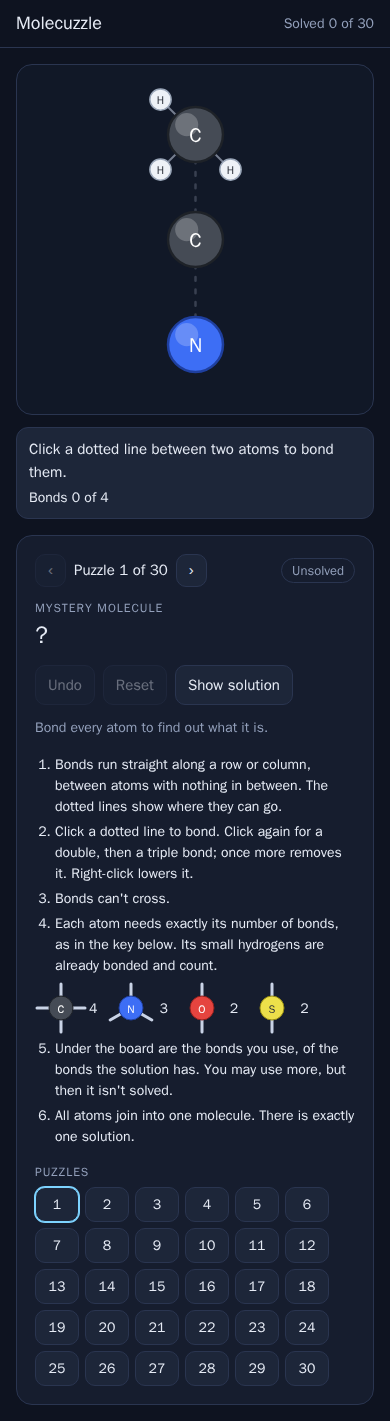 Molecuzzle
Solved 0 of 30
H
C
H
H
C
N
Click a dotted line between two atoms to bond
them.
Bonds 0 of 4
‹
Puzzle 1 of 30
›
Unsolved
MYSTERY MOLECULE
?
Undo
Reset
Show solution
Bond every atom to find out what it is.
1. Bonds run straight along a row or column,
between atoms with nothing in between. The
dotted lines show where they can go.
2. Click a dotted line to bond. Click again for a
double, then a triple bond; once more removes
it. Right-click lowers it.
3. Bonds can't cross.
4. Each atom needs exactly its number of bonds,
as in the key below. Its small hydrogens are
already bonded and count.
C 4 N 3 O 2 S 2
5. Under the board are the bonds you use, of the
bonds the solution has. You may use more, but
then it isn't solved.
6. All atoms join into one molecule. There is exactly
one solution.
PUZZLES
1 2 3 4 5 6
7 8 9 10 11 12
13 14 15 16 17 18
19 20 21 22 23 24
25 26 27 28 29 30